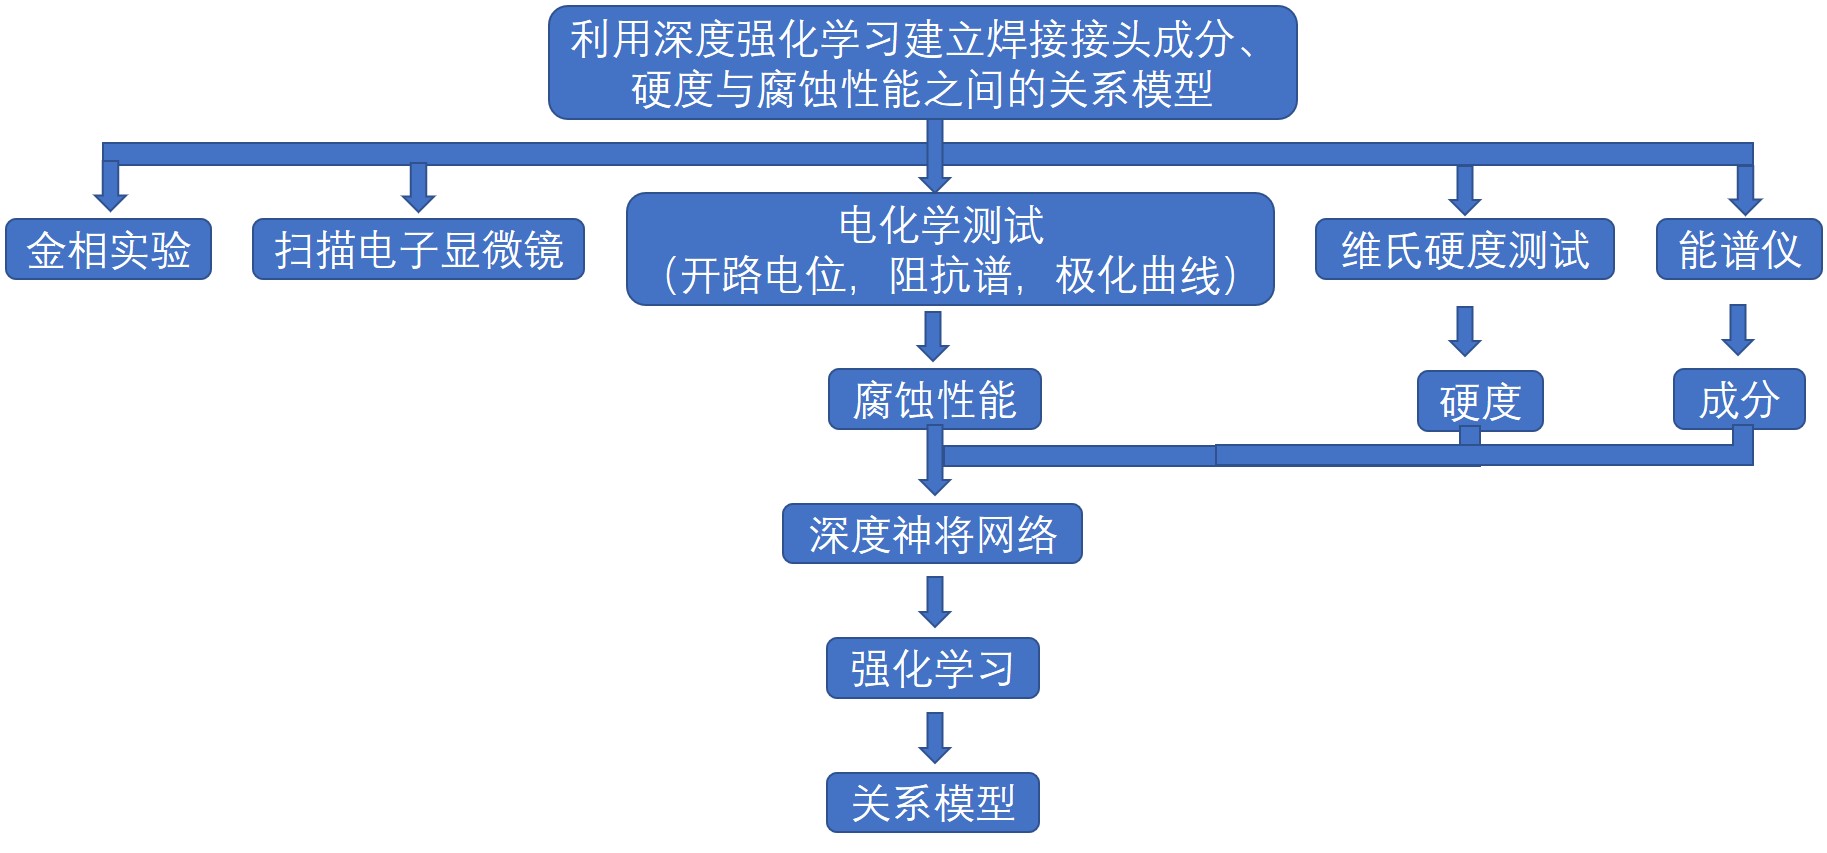 利用深度强化学习建立焊接接头成分、
硬度与腐蚀性能之间的关系模型
金相实验
扫描电子显微镜
电化学测试
（开路电位，阻抗谱，极化曲线）
维氏硬度测试
能谱仪
腐蚀性能
硬度
成分
深度神将网络
强化学习
关系模型